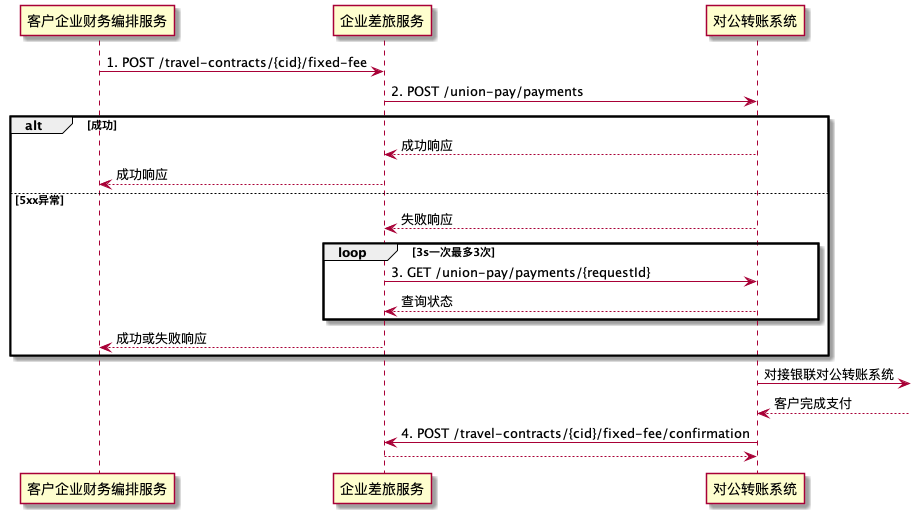 客户企业财务编排服务
企业差旅服务
对公转账系统
1. POST /travel-contracts/{cid}/fixed-fee
2. POST /union-pay/payments
alt
[成功]
成功响应
成功响应
[5xx异常]
失败响应
loop
[3s一次最多3次]
3. GET /union-pay/payments/{requestId}
查询状态
成功或失败响应
对接银联对公转账系统
客户完成支付
4. POST /travel-contracts/{cid}/fixed-fee/confirmation
客户企业财务编排服务
企业差旅服务
对公转账系统